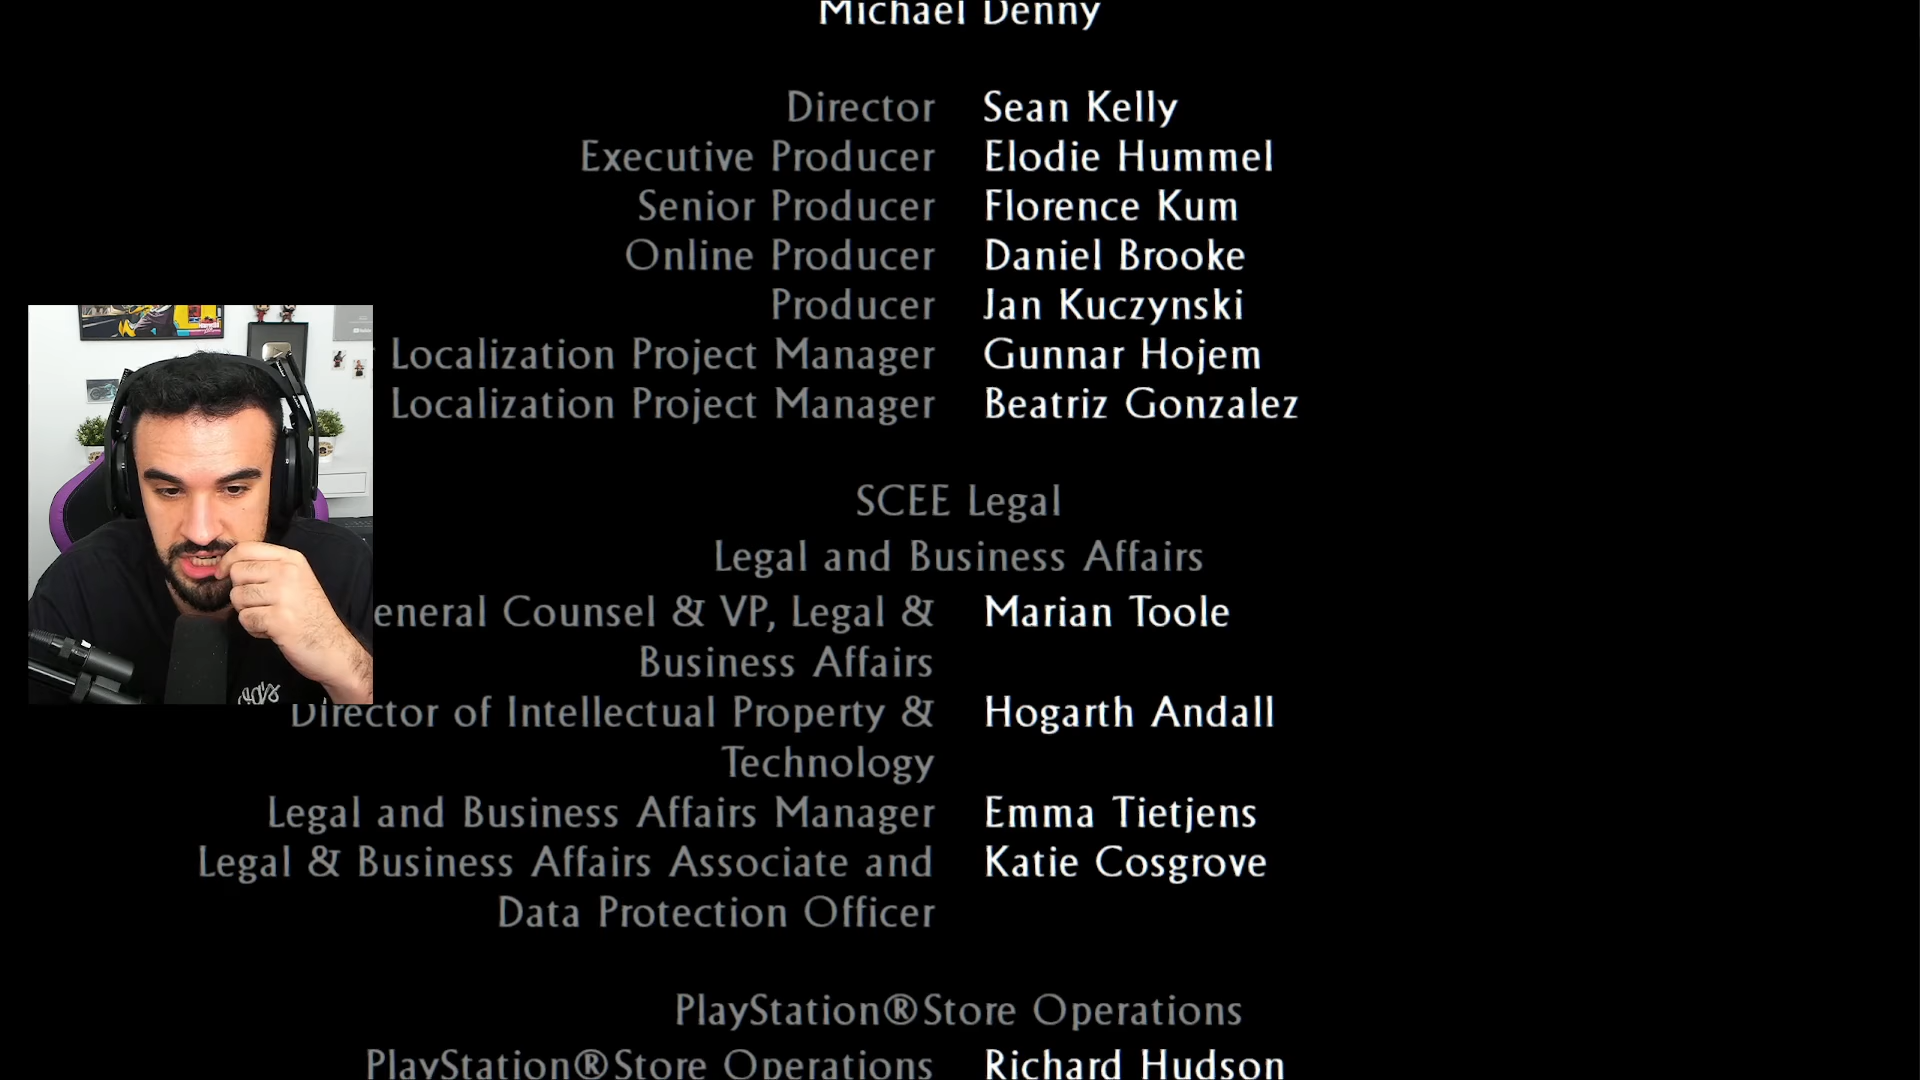 Michael Denny
Director Sean Kelly
Executive Producer Elodie Hummel
Senior Producer Florence Kum
Online Producer Daniel Brooke
Producer Jan Kuczynski
Localization Project Manager Gunnar Hojem
Localization Project Manager Beatriz Gonzalez
SCEE Legal
Legal and Business Affairs
eneral Counsel & VP, Legal & Marian Toole
Business Affairs
Director of Intellectual Property & Hogarth Andall
Technology
Legal and Business Affairs Manager Emma Tietjens
Legal & Business Affairs Associate and Katie Cosgrove
Data Protection Officer
PlayStation®Store Operations
PlayStation®Store Operations Richard Hudson